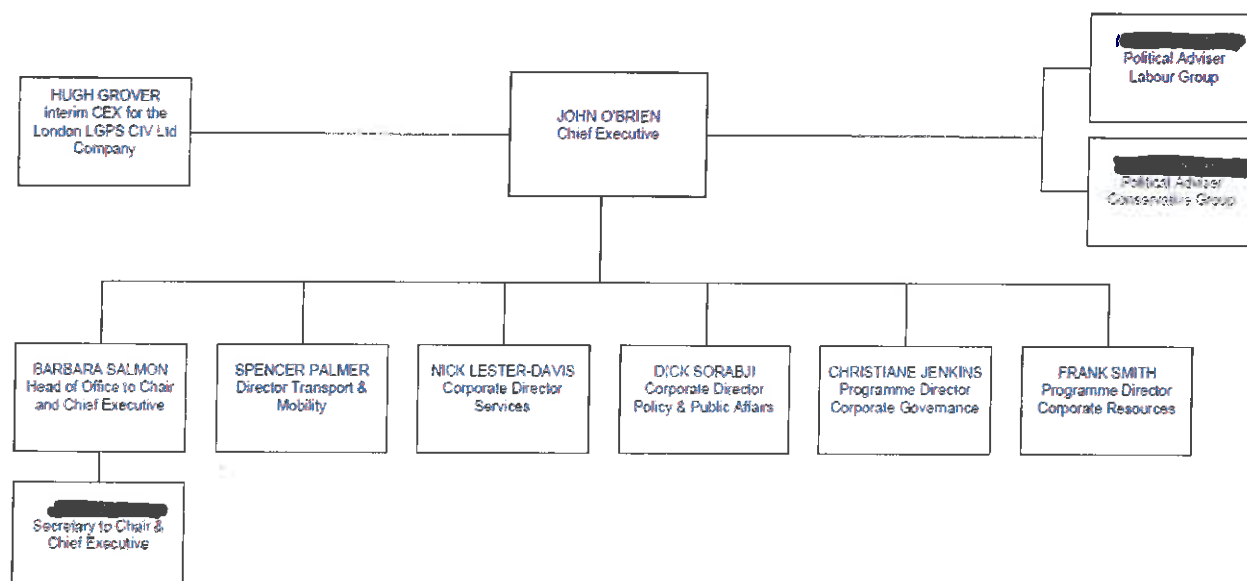 Political Adviser
Labour Group
HUGH GROVER
Interim CEX for the
London LGPS CIV Ltd
Company
JOHN O'BRIEN
Chief Executive
Political Adviser
Conservative Group
BARBARA SALMON
Head of Office to Chair
and Chief Executive
SPENCER PALMER
Director Transport &
Mobility
NICK LESTER-DAVIS
Corporate Director
Services
DICK SORABJI
Corporate Director
Policy & Public Affairs
CHRISTIANE JENKINS
Programme Director
Corporate Governance
FRANK SMITH
Programme Director
Corporate Resources
Secretary to Chair &
Chief Executive